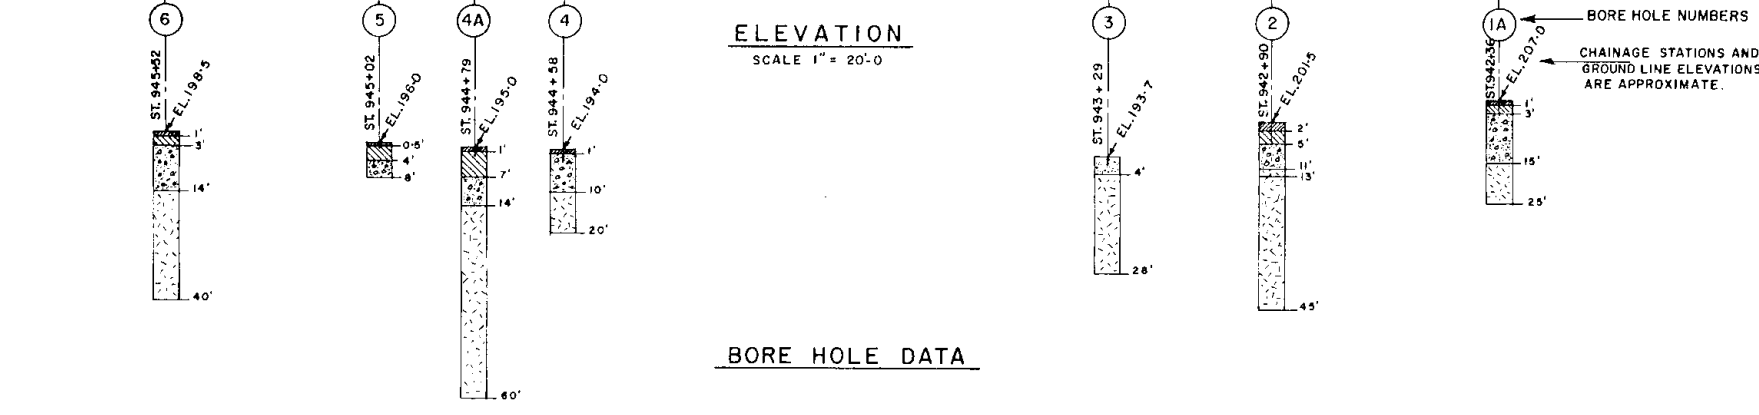 6
ST. 945+52
EL. 198·5
1'
3'
14'
40'
5
ST. 945+02
EL. 196·0
0·5'
4'
8'
4A
ST. 944+79
EL. 195·0
1'
7'
14'
60'
4
ST. 944+58
EL. 194·0
1'
10'
20'
ELEVATION
SCALE 1" = 20'-0
BORE HOLE DATA
3
ST. 943+29
EL. 193·7
4'
28'
2
ST. 942+90
EL. 201·5
2'
5'
11'
13'
45'
1A
ST. 942+36
EL. 207·0
1'
3'
15'
25'
BORE HOLE NUMBERS
CHAINAGE STATIONS AND
GROUND LINE ELEVATIONS
ARE APPROXIMATE.